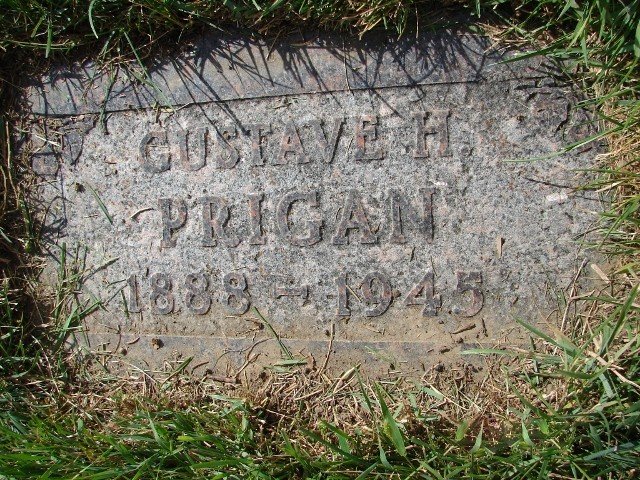 GUSTAVE H.
PRIGAN
1888 - 1945